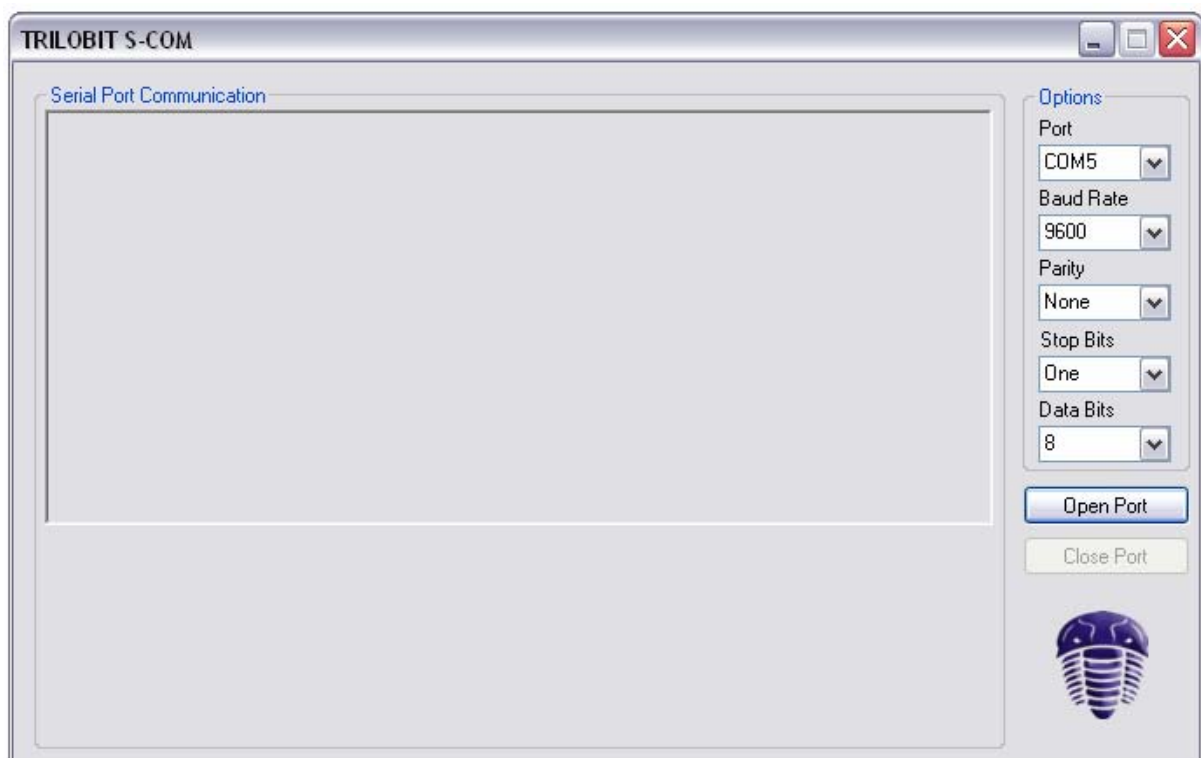 TRILOBIT S-COM
Serial Port Communication
Options
Port
COM5
Baud Rate
9600
Parity
None
Stop Bits
One
Data Bits
8
Open Port
Close Port